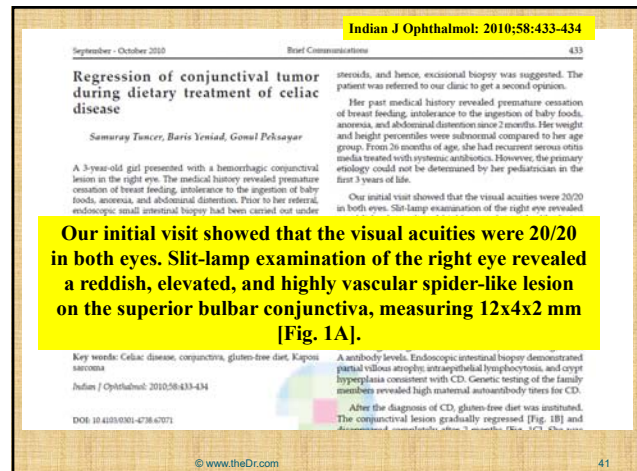 Indian J Ophthalmol: 2010;58:433-434
September - October 2010 Brief Communications 433
Regression of conjunctival tumor
during dietary treatment of celiac
disease
Samuray Tuncer, Baris Yeniad, Gonul Peksayar
A 3-year-old girl presented with a hemorrhagic conjunctival
lesion in the right eye. The medical history revealed premature
cessation of breast feeding, intolerance to the ingestion of baby
foods, anorexia, and abdominal distention. Prior to her referral,
endoscopic small intestinal biopsy had been carried out under
steroids, and hence, excisional biopsy was suggested. The
patient was referred to our clinic to get a second opinion.
Her past medical history revealed premature cessation
of breast feeding, intolerance to the ingestion of baby foods,
anorexia, and abdominal distention since 2 months. Her weight
and height percentiles were subnormal compared to her age
group. From 26 months of age, she had recurrent serous otitis
media treated with systemic antibiotics. However, the primary
etiology could not be determined by her pediatrician in the
first 3 years of life.
Our initial visit showed that the visual acuities were 20/20
in both eyes. Slit-lamp examination of the right eye revealed
Our initial visit showed that the visual acuities were 20/20
in both eyes. Slit-lamp examination of the right eye revealed
a reddish, elevated, and highly vascular spider-like lesion
on the superior bulbar conjunctiva, measuring 12x4x2 mm
[Fig. 1A].
Key words: Celiac disease, conjunctiva, gluten-free diet, Kaposi
sarcoma
Indian J Ophthalmol: 2010;58:433-434
DOI: 10.4103/0301-4738.67071
A antibody levels. Endoscopic intestinal biopsy demonstrated
partial villous atrophy, intraepithelial lymphocytosis, and crypt
hyperplasia consistent with CD. Genetic testing of the family
members revealed high maternal autoantibody titers for CD.
After the diagnosis of CD, gluten-free diet was instituted.
The conjunctival lesion gradually regressed [Fig. 1B] and
© www.theDr.com 41